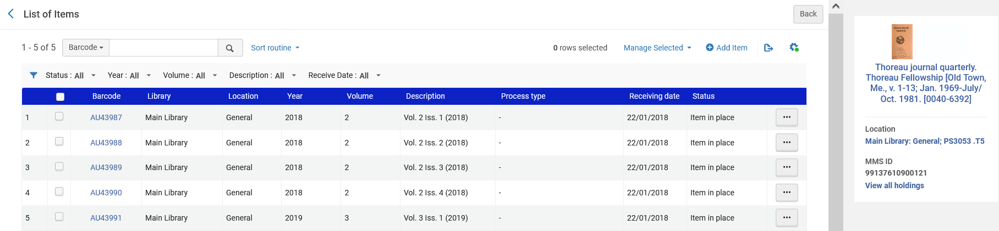 List of Items
Back
1 - 5 of 5 Barcode Sort routine 0 rows selected Manage Selected Add Item
Status : All Year : All Volume : All Description : All Receive Date : All
Barcode Library Location Year Volume Description Process type Receiving date Status
1 AU43987 Main Library General 2018 2 Vol. 2 Iss. 1 (2018) - 22/01/2018 Item in place
2 AU43988 Main Library General 2018 2 Vol. 2 Iss. 2 (2018) - 22/01/2018 Item in place
3 AU43989 Main Library General 2018 2 Vol. 2 Iss. 3 (2018) - 22/01/2018 Item in place
4 AU43990 Main Library General 2018 2 Vol. 2 Iss. 4 (2018) - 22/01/2018 Item in place
5 AU43991 Main Library General 2019 3 Vol. 3 Iss. 1 (2019) - 22/01/2018 Item in place
Thoreau Journal
Quarterly
Thoreau journal quarterly.
Thoreau Fellowship [Old Town,
Me., v. 1-13; Jan. 1969-July/
Oct. 1981. [0040-6392]
Location
Main Library: General; PS3053 .T5
MMS ID
99137610900121
View all holdings